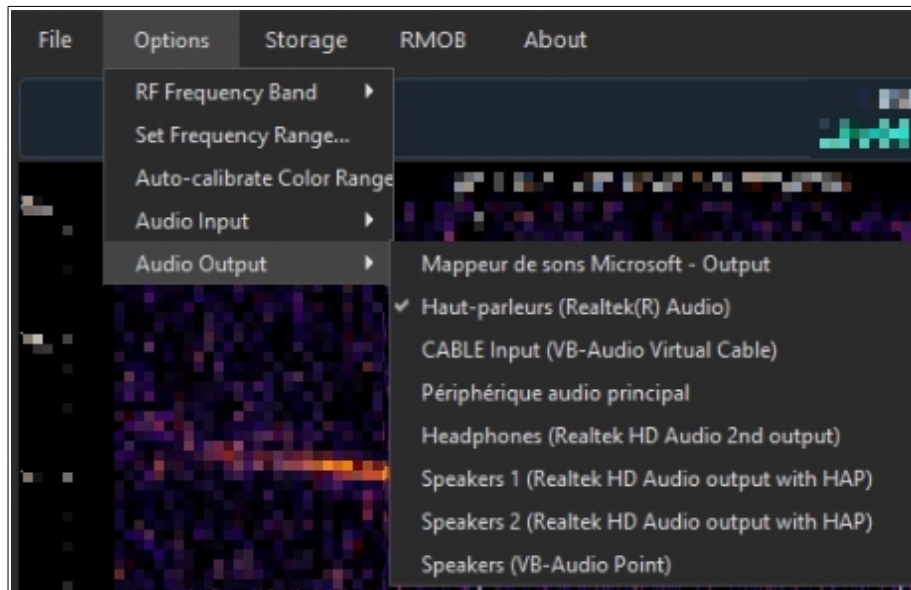 File Options Storage RMOB About
RF Frequency Band
Set Frequency Range...
Auto-calibrate Color Range
Audio Input
Audio Output
Mappeur de sons Microsoft - Output
Haut-parleurs (Realtek(R) Audio)
CABLE Input (VB-Audio Virtual Cable)
Périphérique audio principal
Headphones (Realtek HD Audio 2nd output)
Speakers 1 (Realtek HD Audio output with HAP)
Speakers 2 (Realtek HD Audio output with HAP)
Speakers (VB-Audio Point)